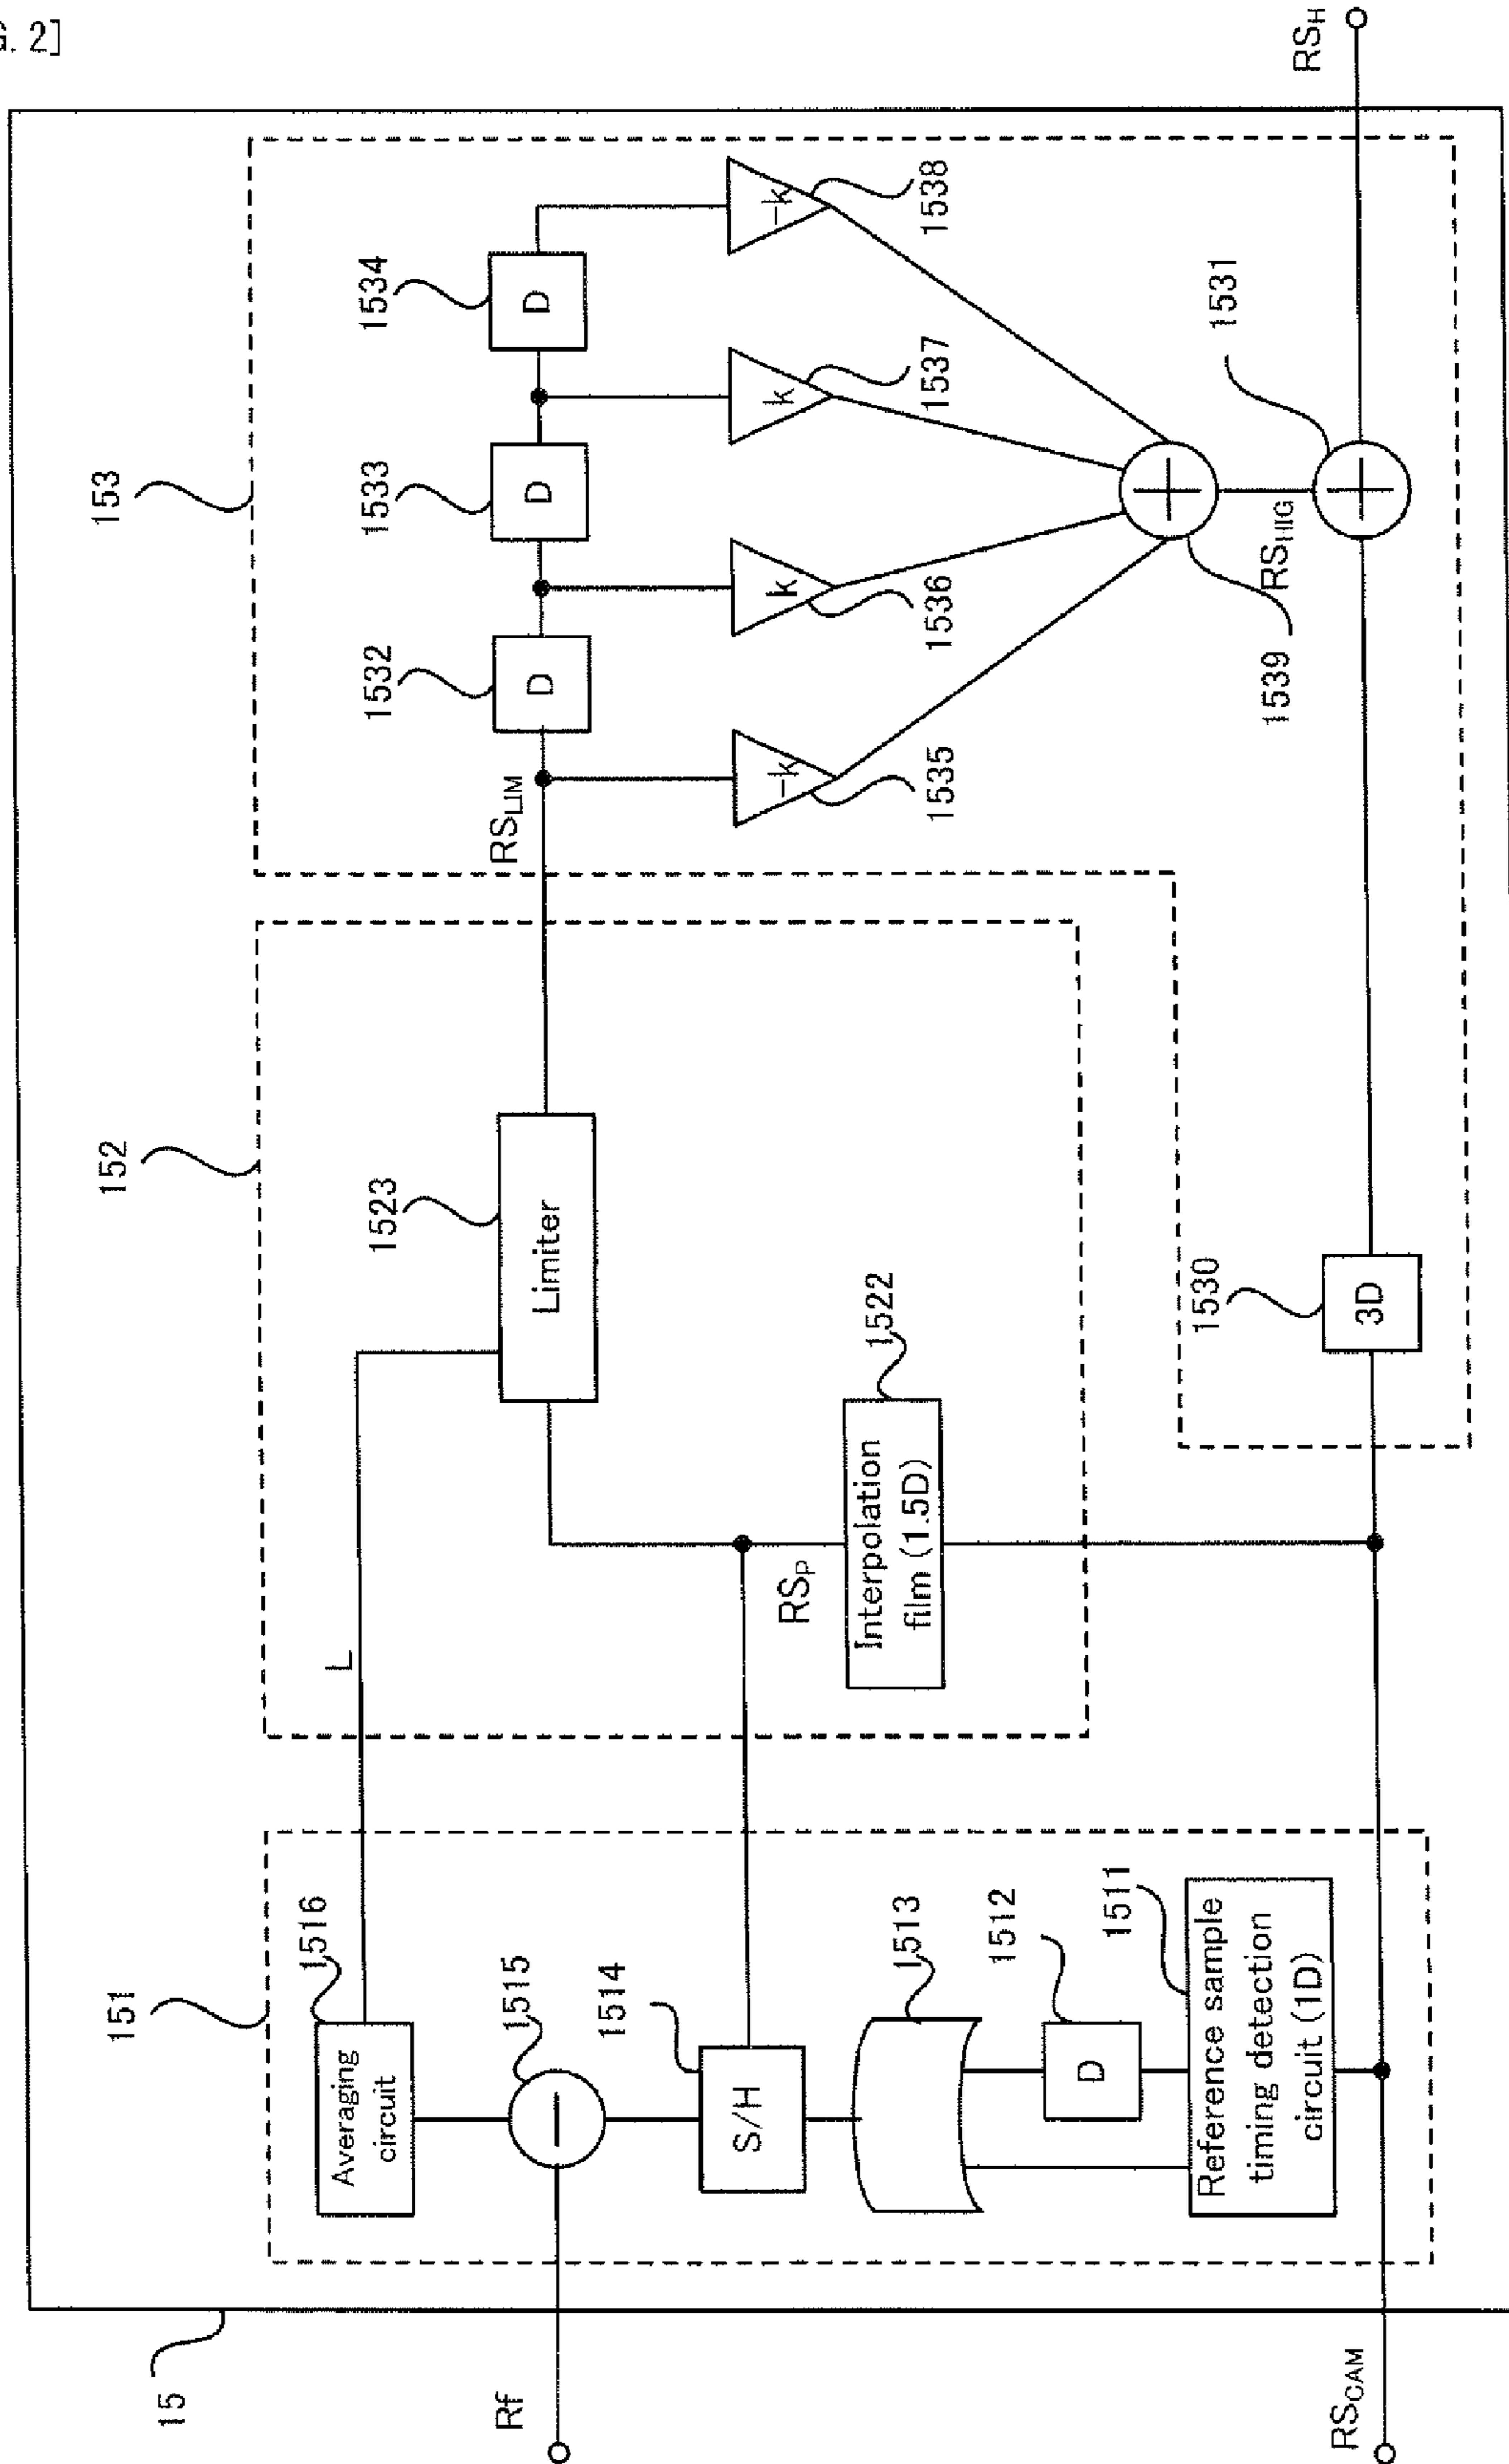 G. 2]
15
151
152
153
Rf
RSCAM
1516
Averaging
circuit
1515
1514
S/H
1513
1512
D
1511
Reference sample
timing detection
circuit (1D)
L
RSP
1522
Interpolation
film (1.5D)
1523
Limiter
RSLIM
1532
D
1533
D
1534
D
-k
1535
k
1536
k
1537
-k
1538
1539
RSHIG
1531
1530
3D
RSH